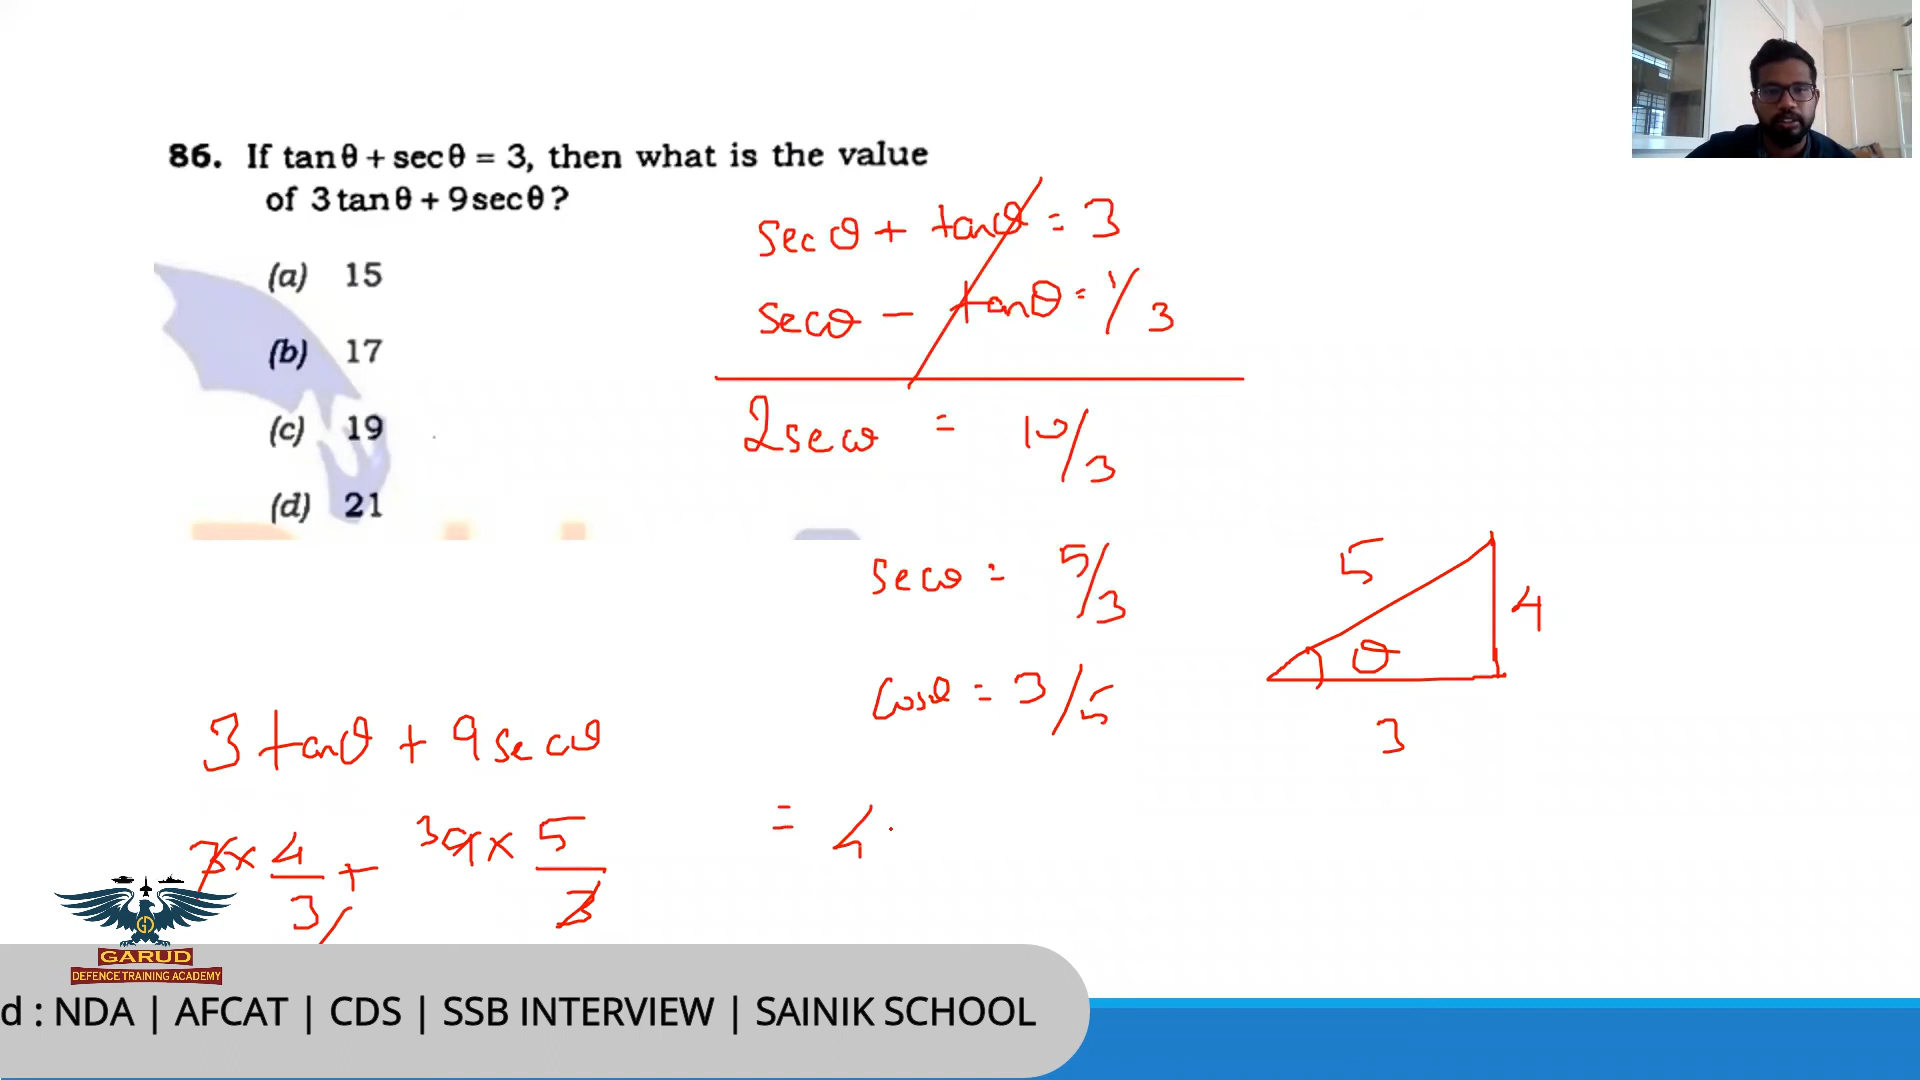 86. If tanθ + secθ = 3, then what is the value
of 3tanθ + 9secθ?
(a) 15
(b) 17
(c) 19
(d) 21
secθ + tanθ = 3
secθ - tanθ = 1/3
2secθ = 10/3
secθ = 5/3
cosθ = 3/5
5
4
θ
3
3tanθ + 9secθ
3 × 4/3 + 3 9 × 5/3
= 4
GARUD
DEFENCE TRAINING ACADEMY
d : NDA | AFCAT | CDS | SSB INTERVIEW | SAINIK SCHOOL